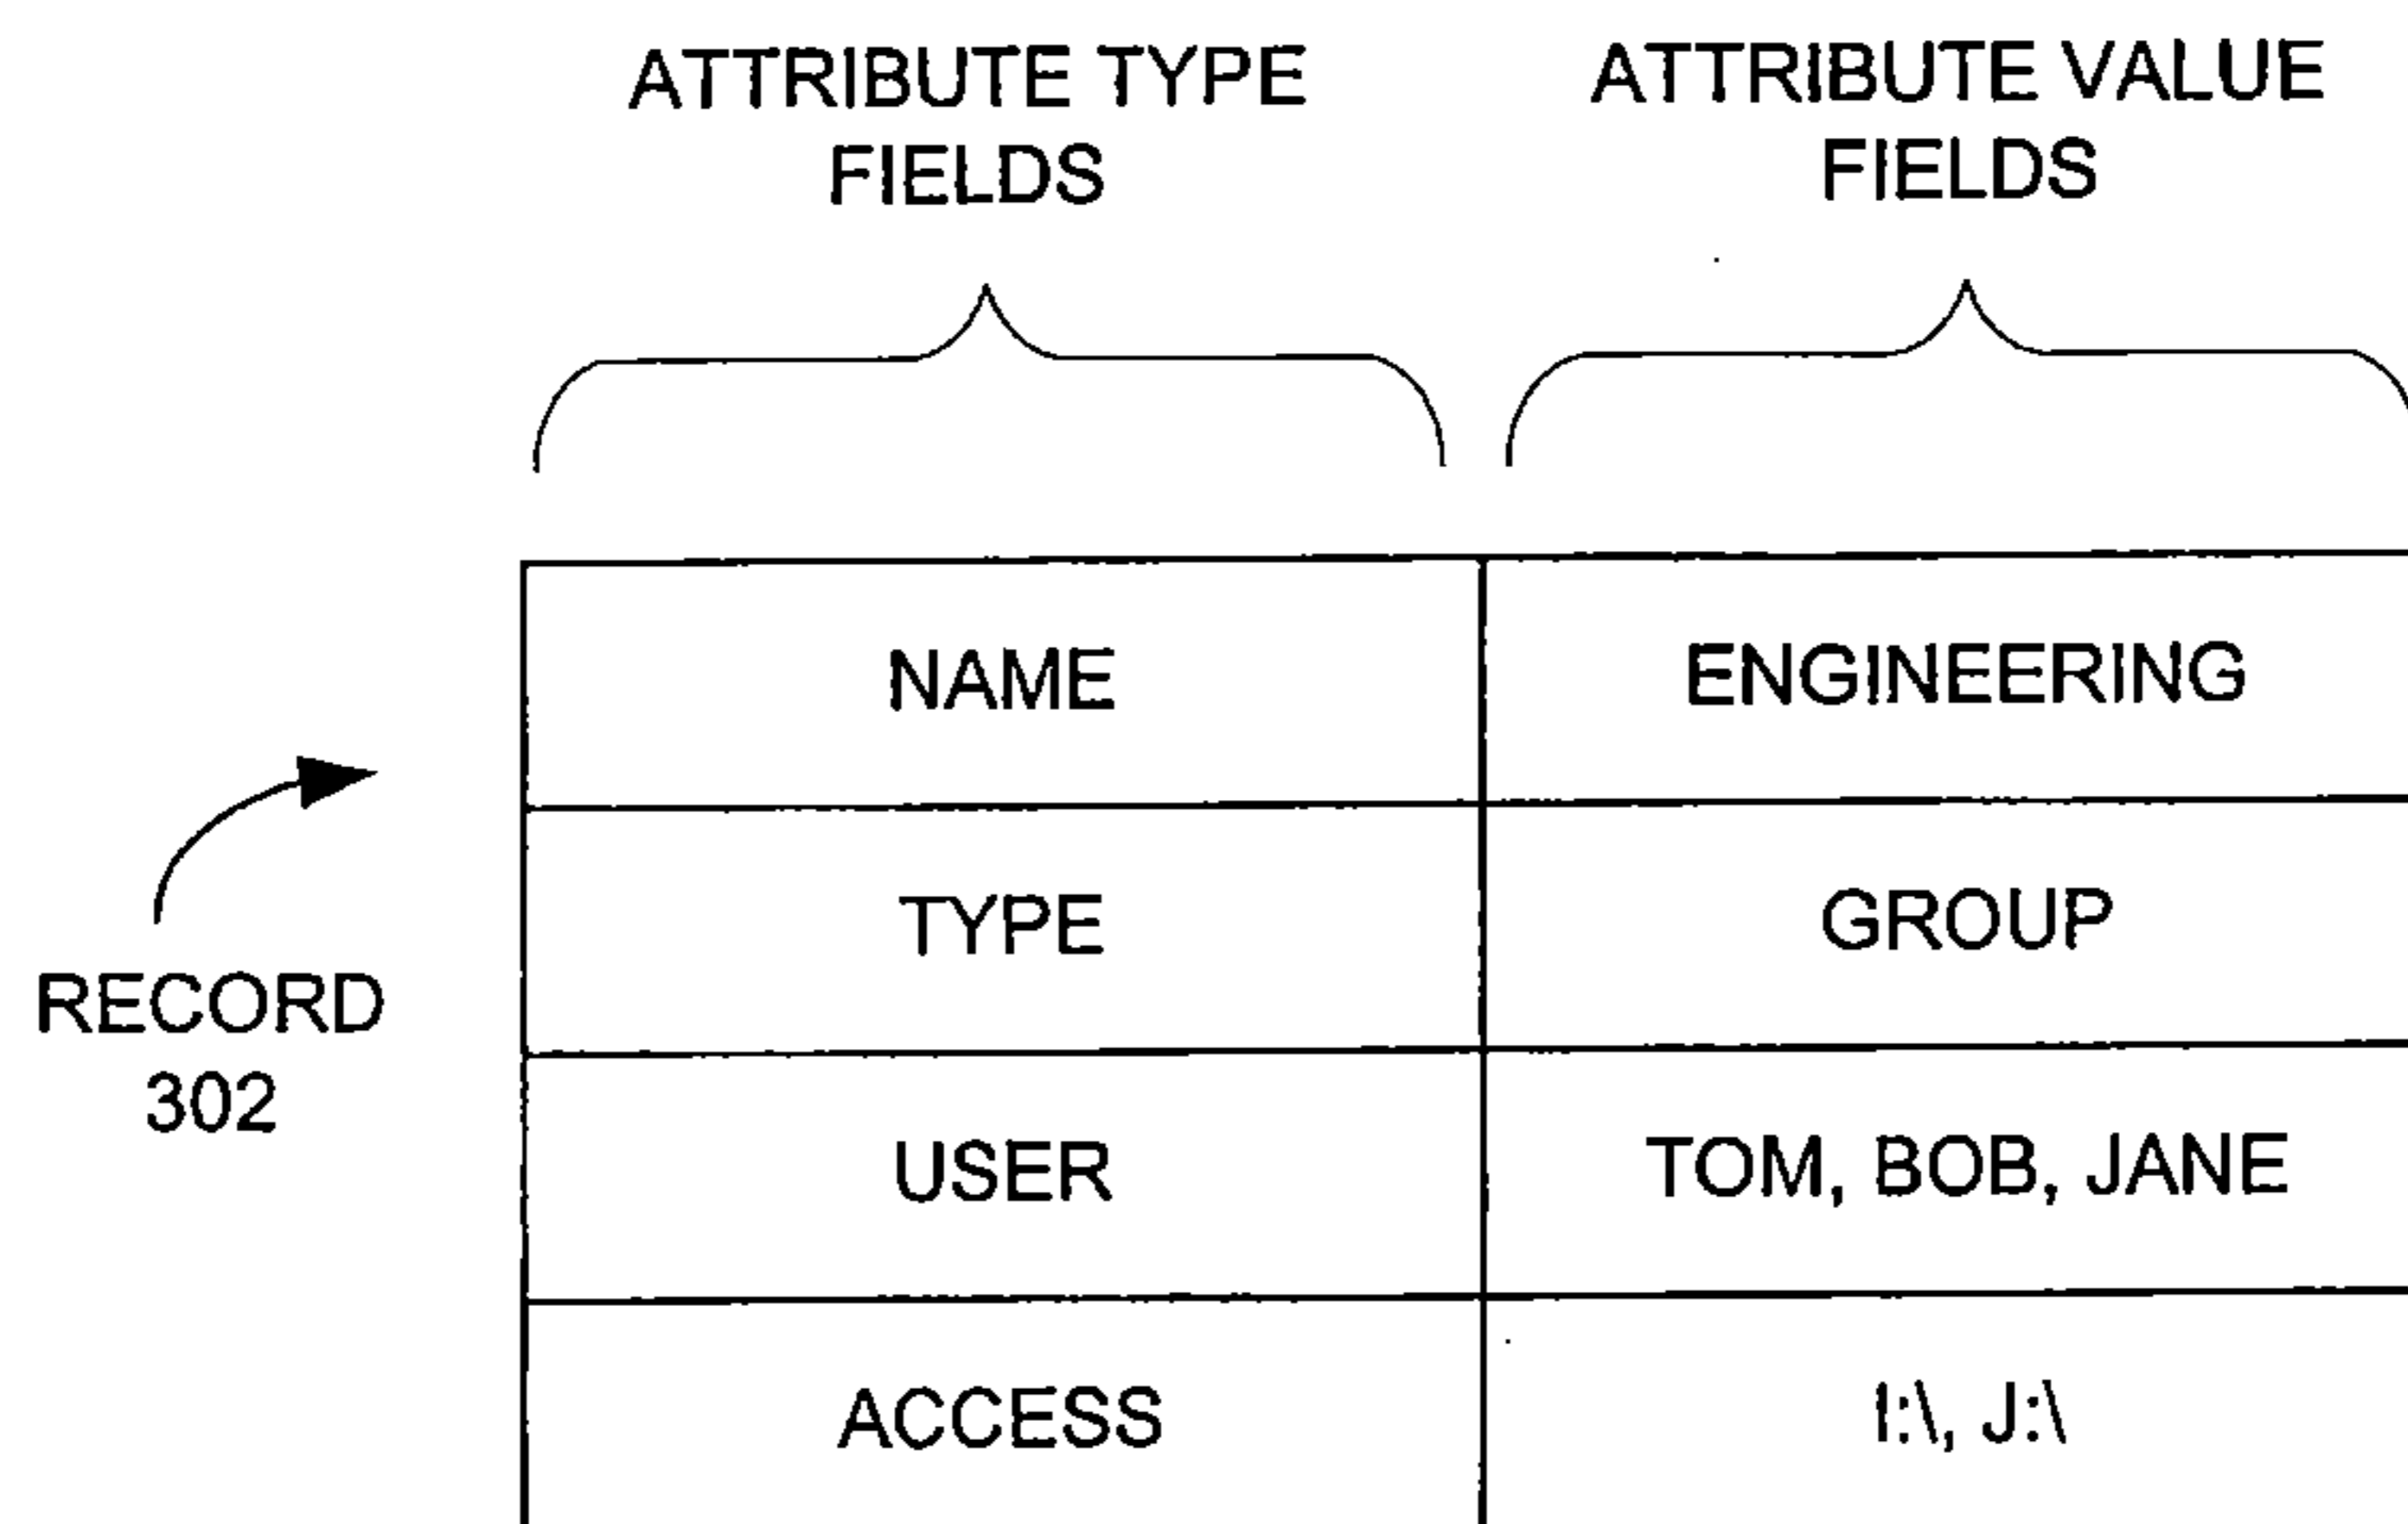 ATTRIBUTE TYPE
FIELDS
ATTRIBUTE VALUE
FIELDS
NAME
ENGINEERING
TYPE
GROUP
RECORD
302
USER
TOM, BOB, JANE
ACCESS
I:\, J:\